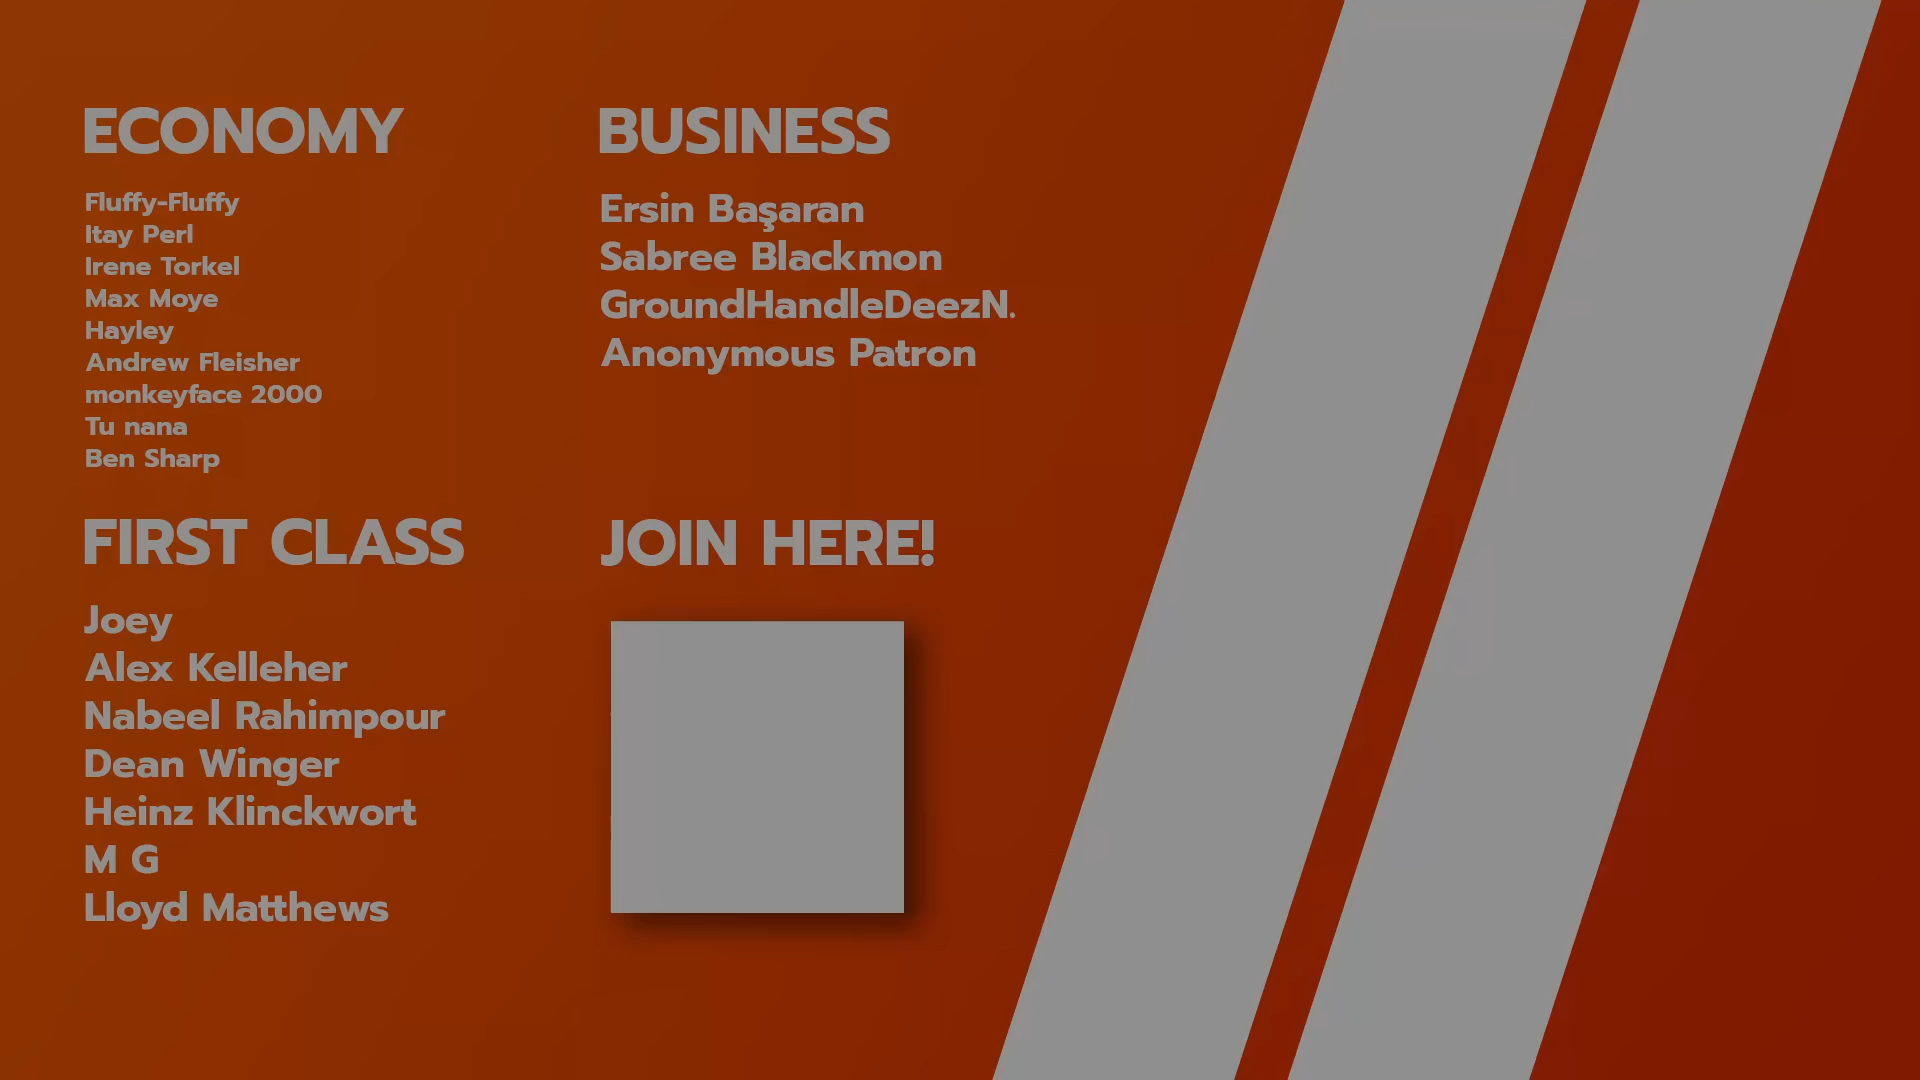 ECONOMY
Fluffy-Fluffy
Itay Perl
Irene Torkel
Max Moye
Hayley
Andrew Fleisher
monkeyface 2000
Tu nana
Ben Sharp
BUSINESS
Ersin Başaran
Sabree Blackmon
GroundHandleDeezN.
Anonymous Patron
FIRST CLASS
Joey
Alex Kelleher
Nabeel Rahimpour
Dean Winger
Heinz Klinckwort
M G
Lloyd Matthews
JOIN HERE!